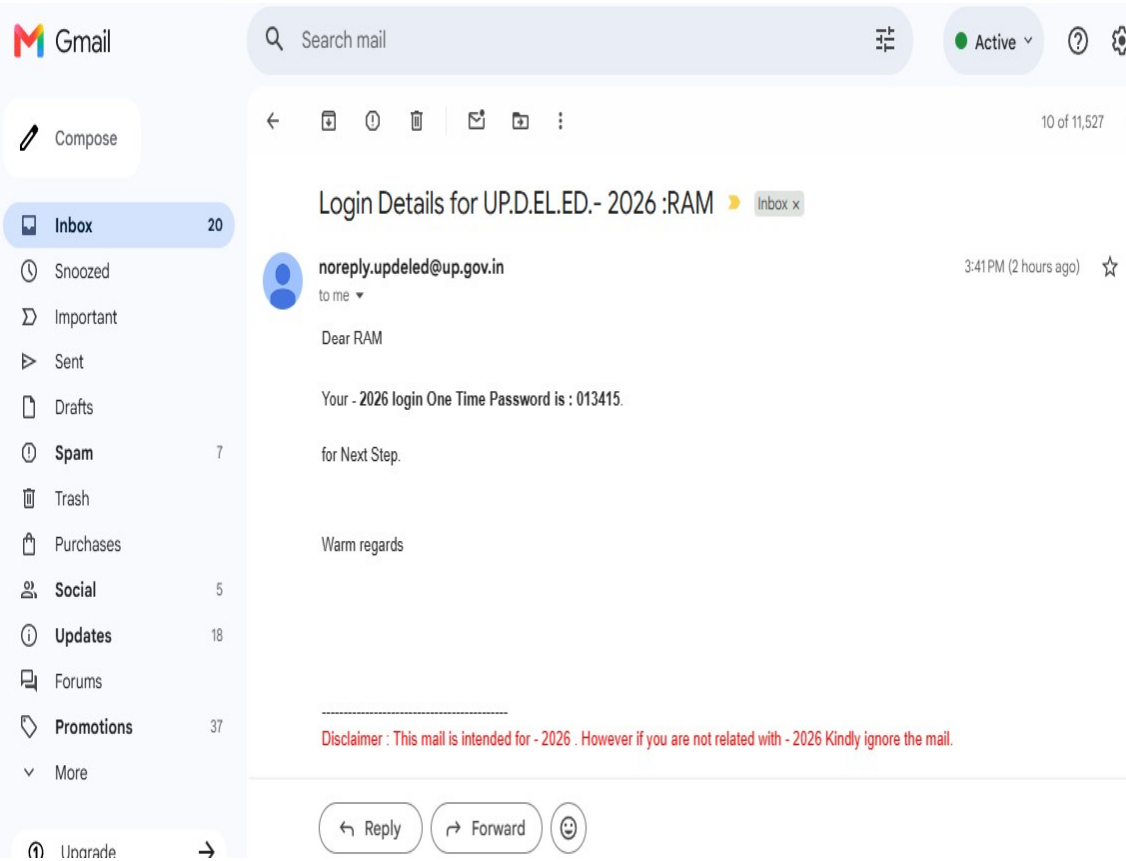 Gmail
Search mail
Active
Compose
10 of 11,527
Login Details for UP.D.EL.ED.- 2026 :RAM Inbox x
Inbox 20
noreply.updeled@up.gov.in 3:41 PM (2 hours ago)
to me
Snoozed
Important
Sent
Drafts
Spam 7
Trash
Purchases
Social 5
Updates 18
Forums
Promotions 37
More
Upgrade
Dear RAM
Your - 2026 login One Time Password is : 013415.
for Next Step.
Warm regards
-------------------------------------------
Disclaimer : This mail is intended for - 2026 . However if you are not related with - 2026 Kindly ignore the mail.
Reply Forward